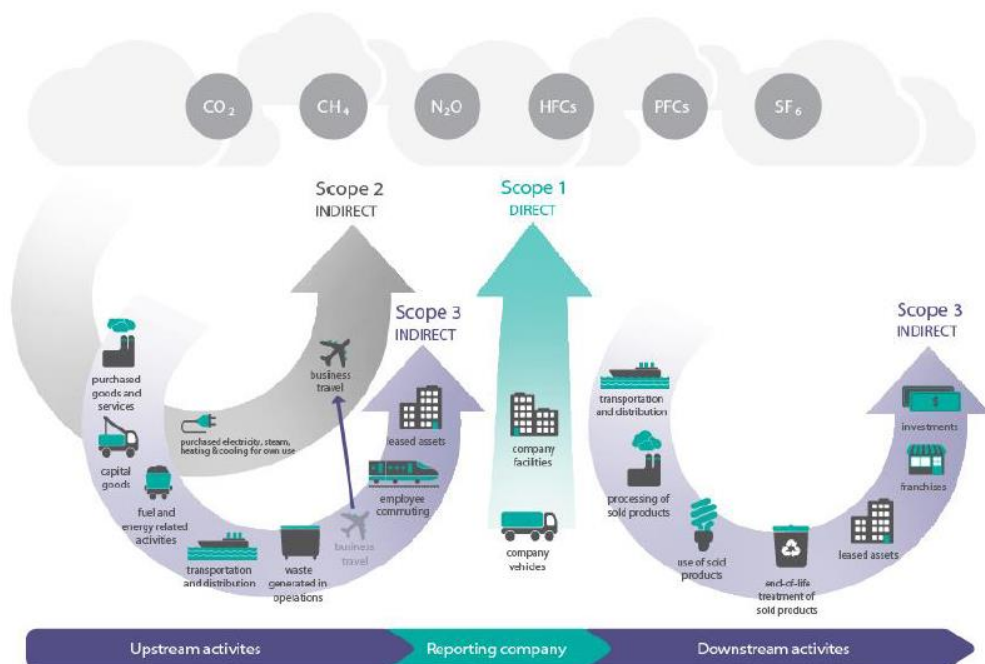 CO₂
CH₄
N₂O
HFCs
PFCs
SF₆
Scope 2
INDIRECT
Scope 1
DIRECT
Scope 3
INDIRECT
Scope 3
INDIRECT
purchased
goods and
services
business
travel
purchased electricity, steam,
heating & cooling for own use
capital
goods
fuel and
energy related
activities
transportation
and distribution
waste
generated in
operations
business
travel
employee
commuting
leased assets
company
facilities
company
vehicles
transportation
and distribution
processing of
sold products
use of sold
products
end-of-life
treatment of
sold products
leased assets
franchises
investments
$
Upstream activites
Reporting company
Downstream activites